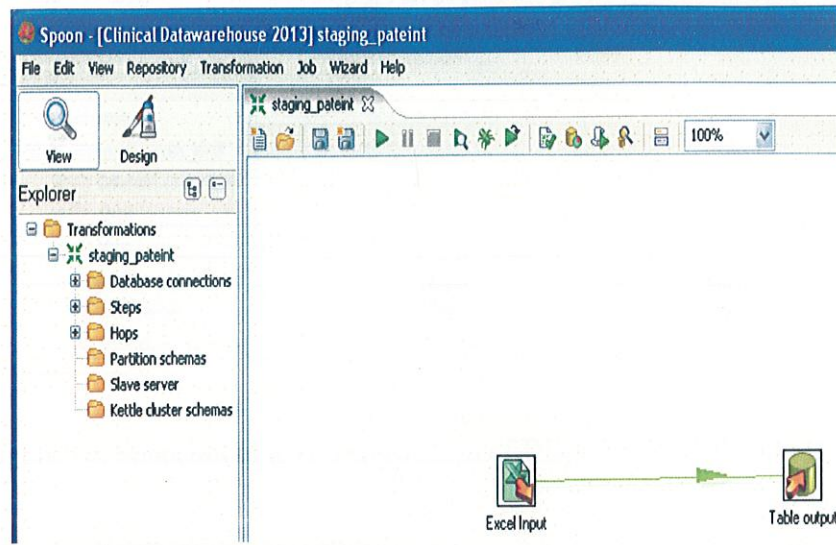 Spoon - [Clinical Datawarehouse 2013] staging_pateint
File Edit View Repository Transformation Job Wizard Help
staging_pateint
View Design
100%
Explorer
Transformations
staging_pateint
Database connections
Steps
Hops
Partition schemas
Slave server
Kettle cluster schemas
Excel Input
Table output